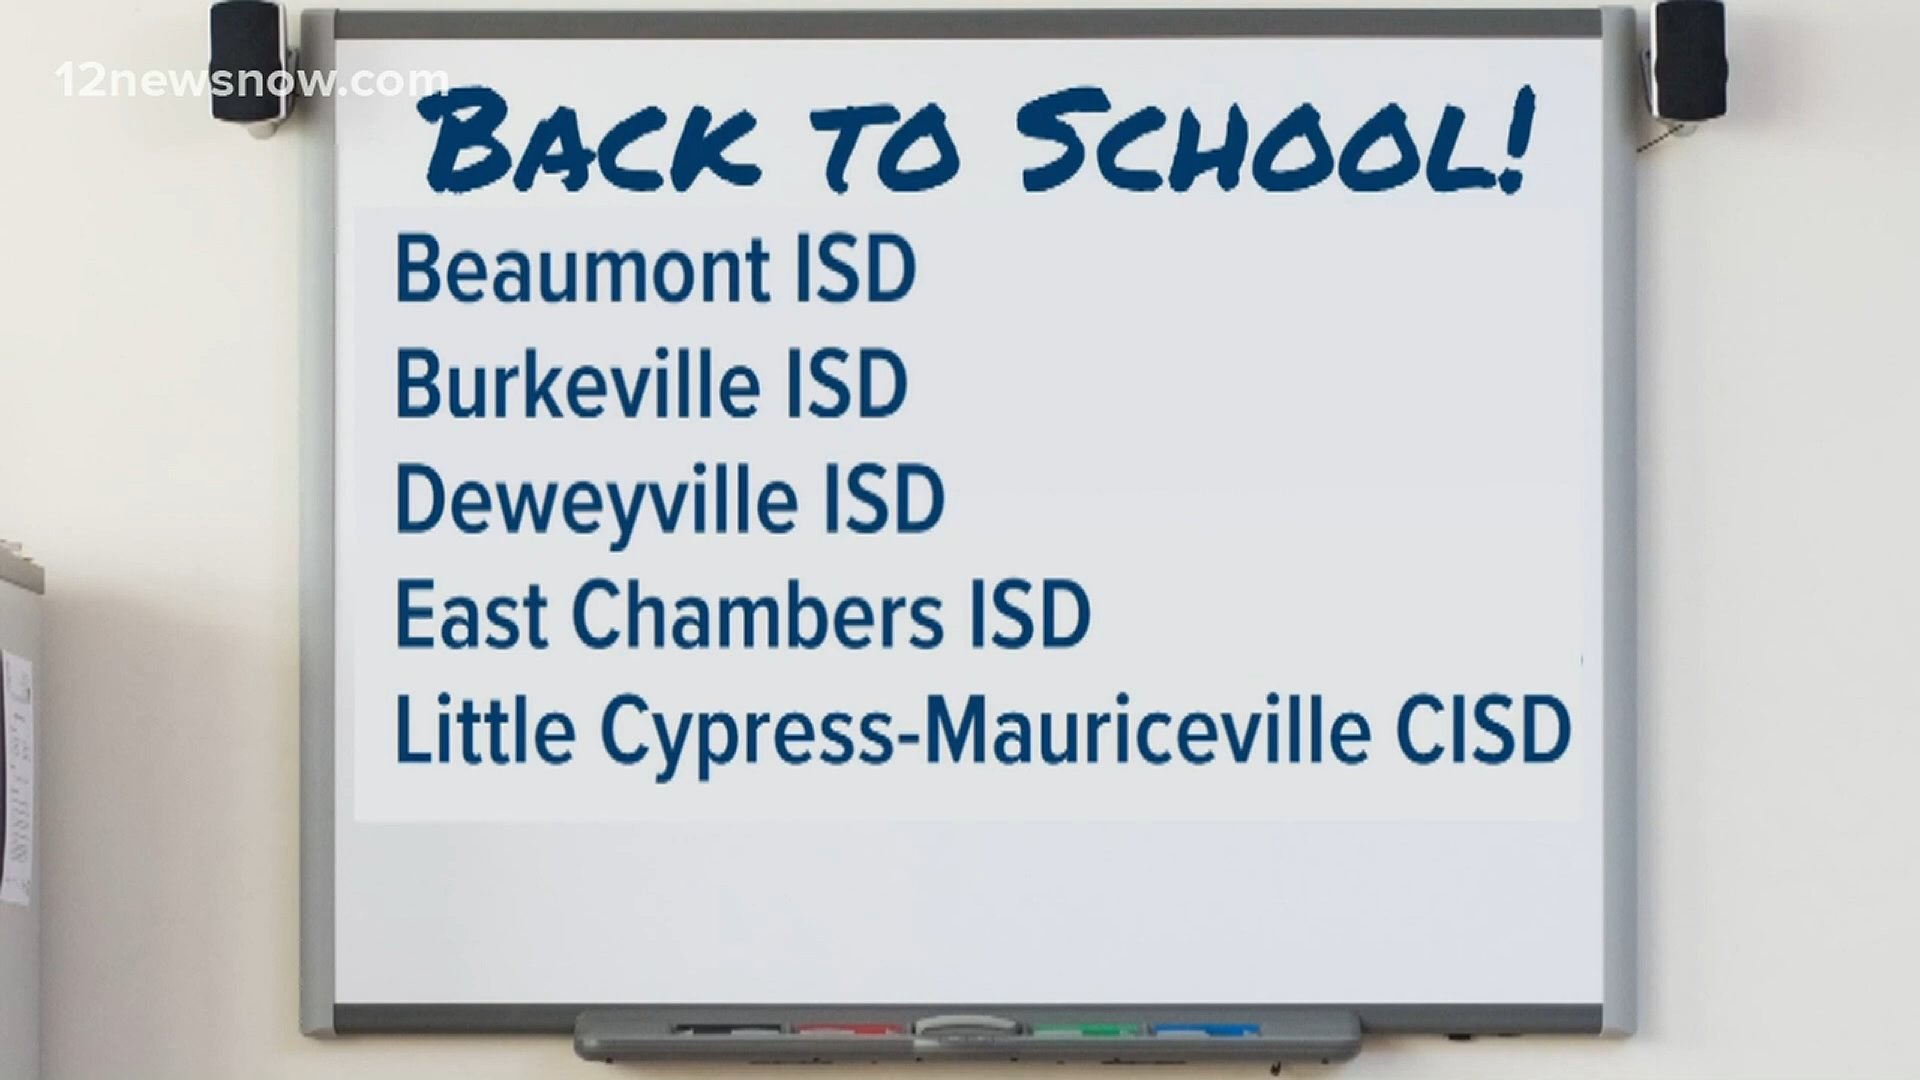 12newsnow.com
BACK TO SCHOOL!
Beaumont ISD
Burkeville ISD
Deweyville ISD
East Chambers ISD
Little Cypress-Mauriceville CISD